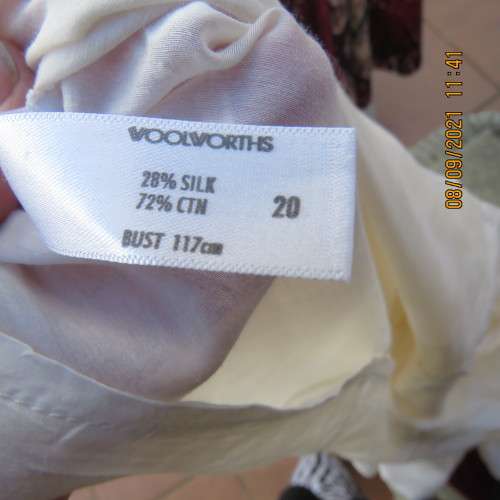 WOOLWORTHS
28% SILK
72% CTN
20
BUST 117cm
08/09/2021 11:41